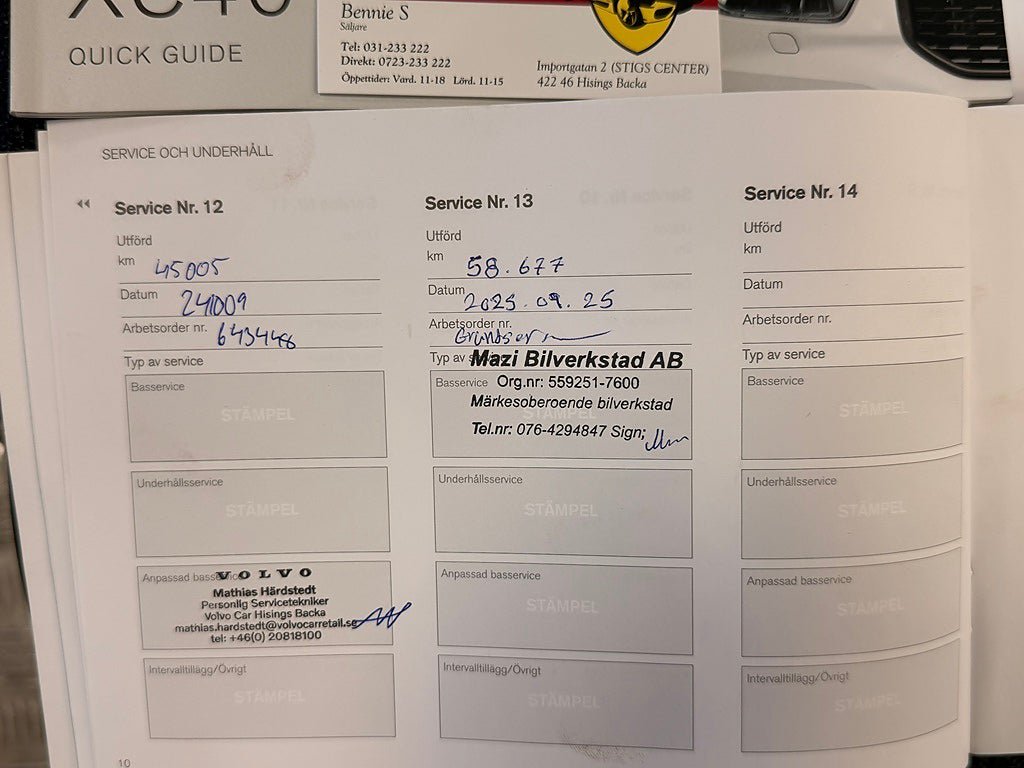 XC40
QUICK GUIDE
Bennie S
Säljare
Tel: 031-233 222
Direkt: 0723-233 222
Öppettider: Vard. 11-18 Lörd. 11-15
Importgatan 2 (STIGS CENTER)
422 46 Hisings Backa
SERVICE OCH UNDERHÅLL
Service Nr. 12
Utförd
km 45005
Datum 241009
Arbetsorder nr. 643448
Typ av service
Basservice
STÄMPEL
Underhållsservice
STÄMPEL
Anpassad basservice
VOLVO
Mathias Härdstedt
Personlig Servicetekniker
Volvo Car Hisings Backa
mathias.hardstedt@volvocarretail.se
tel: +46(0) 20818100
Intervalltillägg/Övrigt
STÄMPEL
Service Nr. 13
Utförd
km 58.677
Datum 2025.09.25
Arbetsorder nr.
Typ av
Mazi Bilverkstad AB
Basservice Org.nr: 559251-7600
Märkesoberoende bilverkstad
STÄMPEL
Tel.nr: 076-4294847 Sign;
Underhållsservice
STÄMPEL
Anpassad basservice
STÄMPEL
Intervalltillägg/Övrigt
STÄMPEL
Service Nr. 14
Utförd
km
Datum
Arbetsorder nr.
Typ av service
Basservice
STÄMPEL
Underhållsservice
STÄMPEL
Anpassad basservice
STÄMPEL
Intervalltillägg/Övrigt
STÄMPEL
10